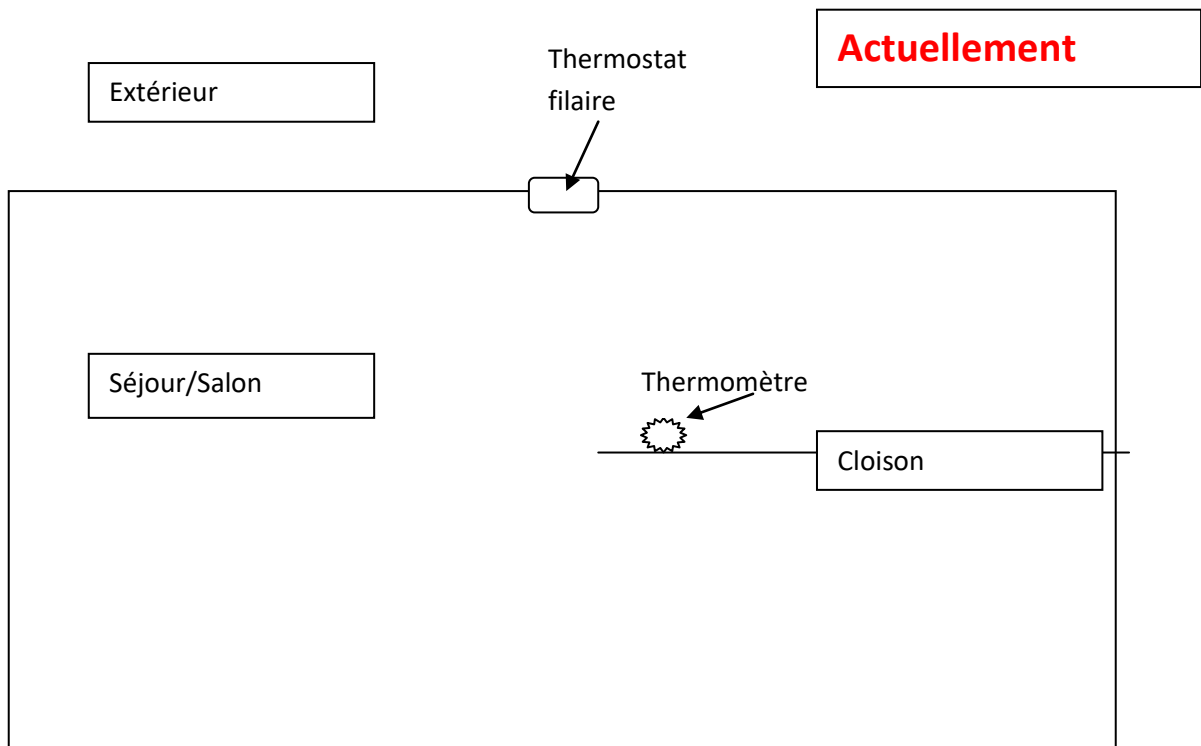 Actuellement
Thermostat
filaire
Extérieur
Séjour/Salon
Thermomètre
Cloison